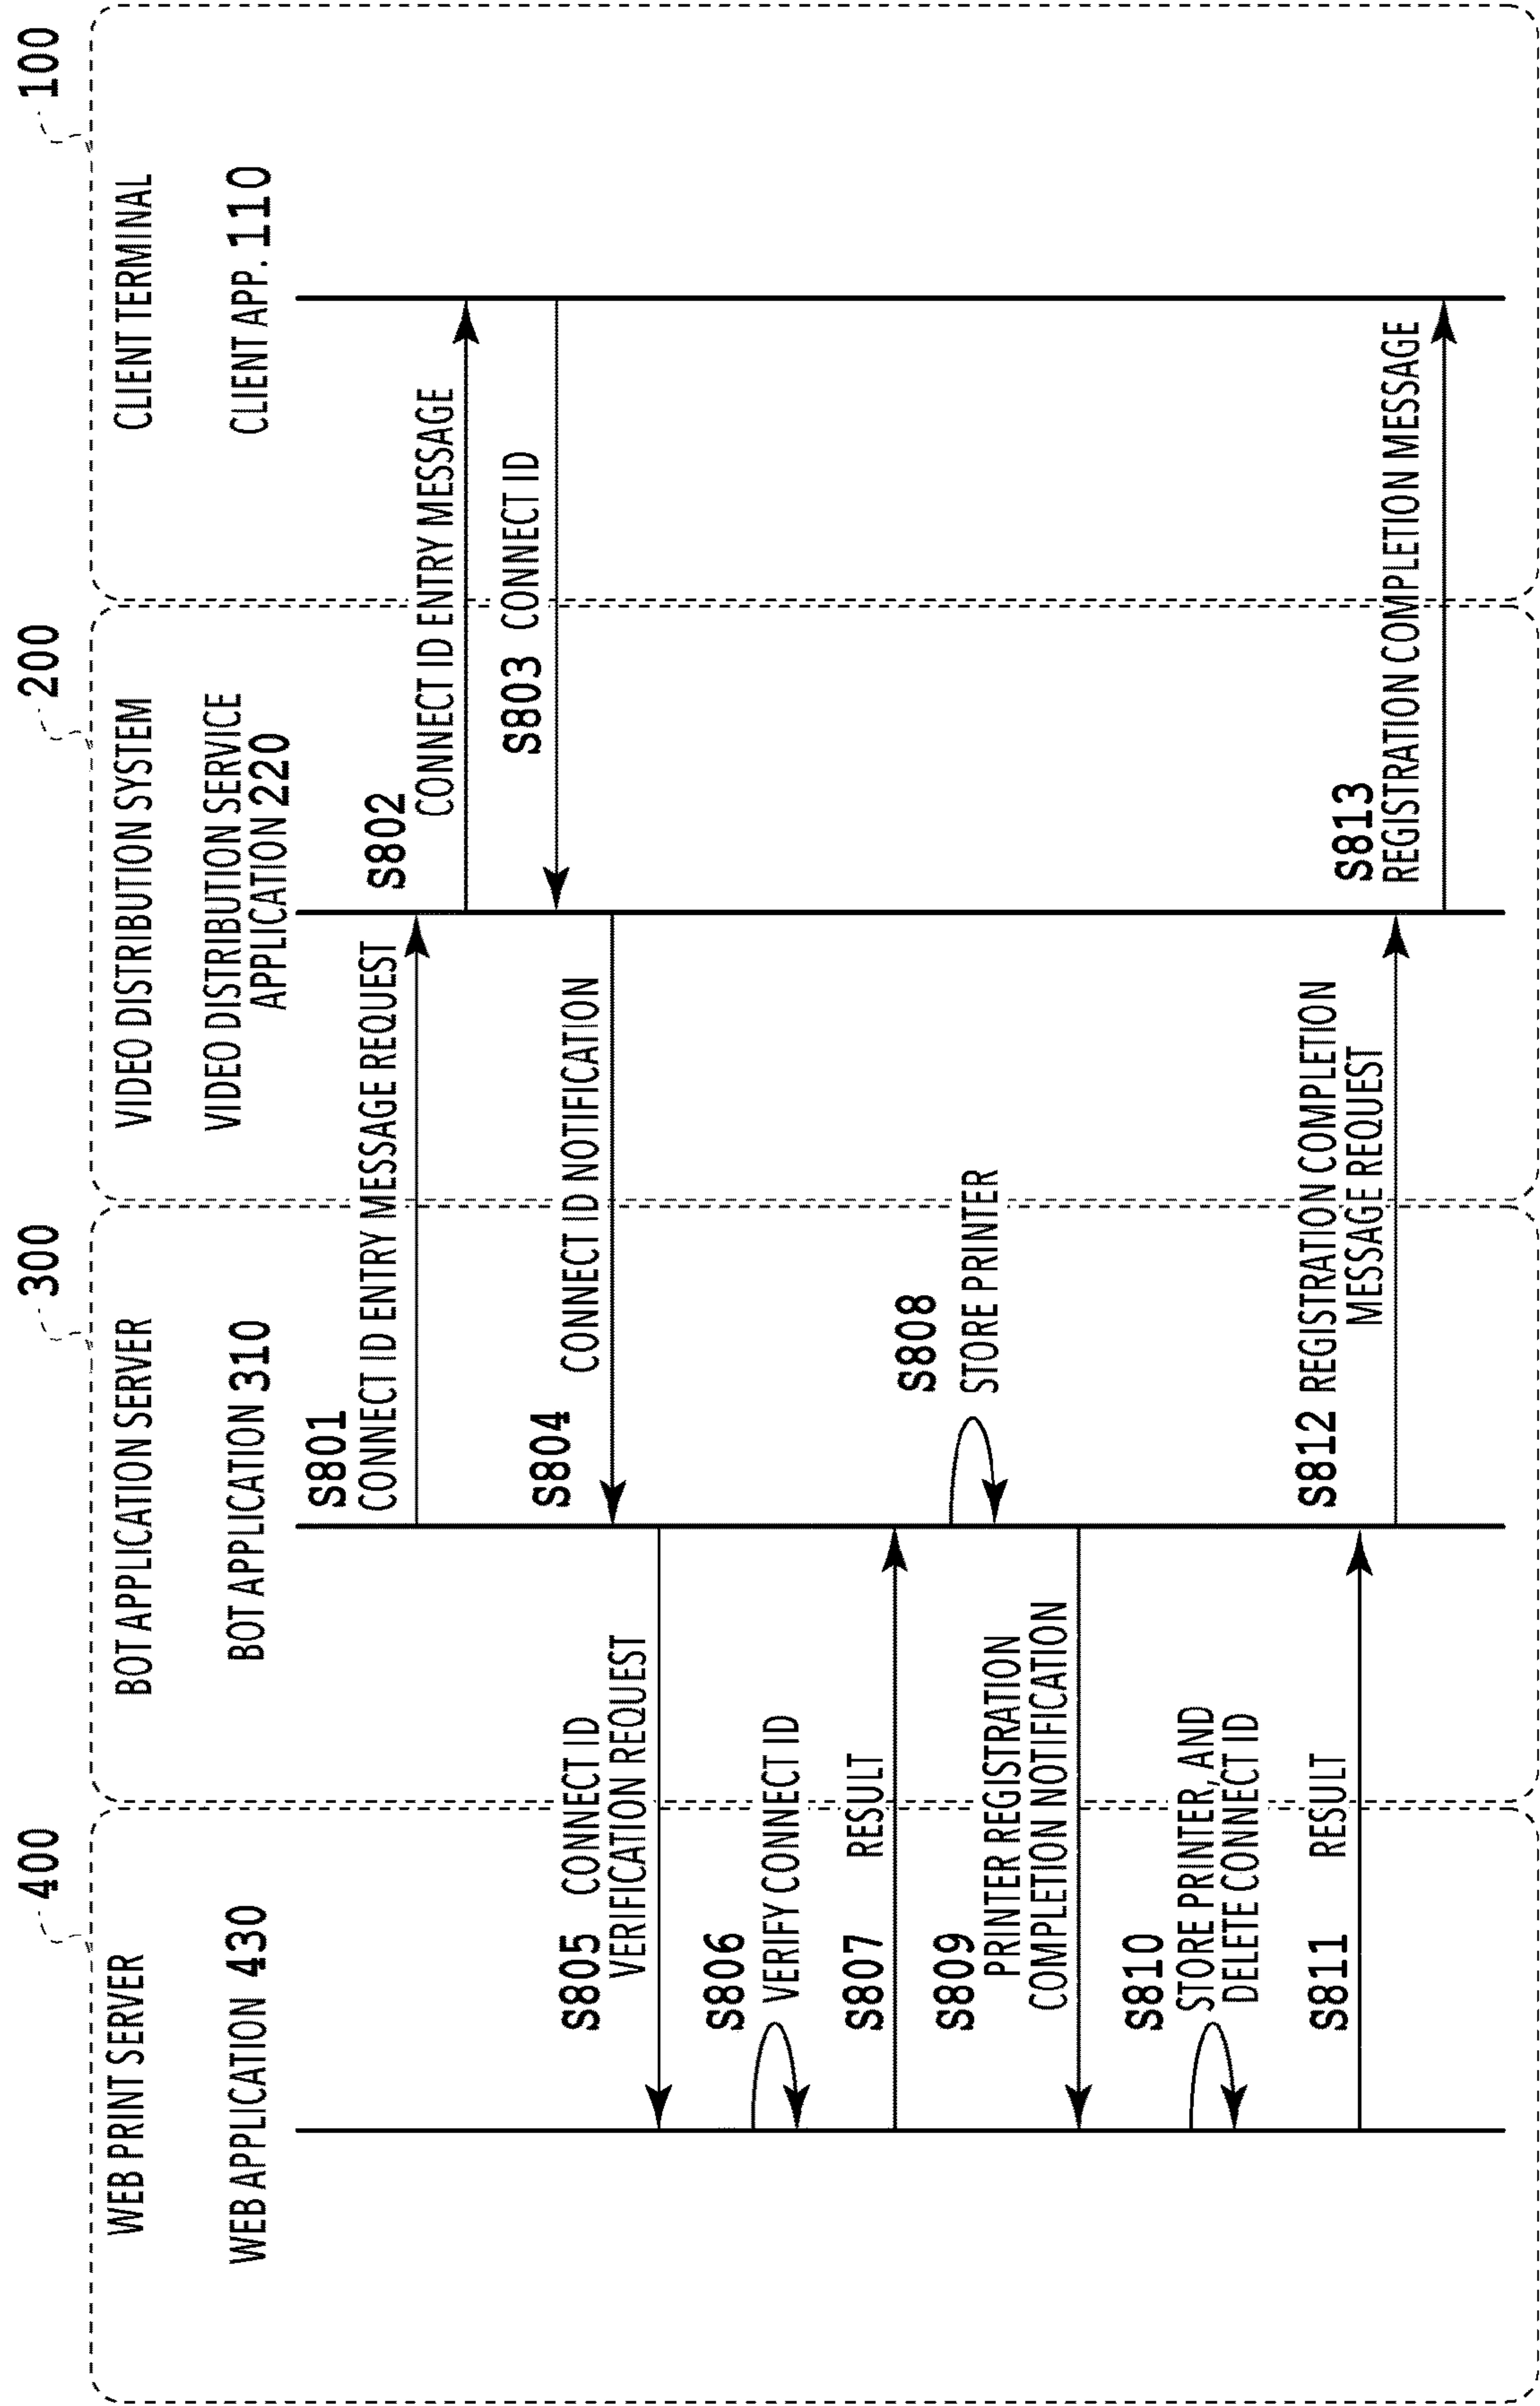 400
300
200
100
WEB PRINT SERVER
BOT APPLICATION SERVER
VIDEO DISTRIBUTION SYSTEM
CLIENT TERMINAL
WEB APPLICATION 430
BOT APPLICATION 310
VIDEO DISTRIBUTION SERVICE
APPLICATION 220
CLIENT APP. 110
S801
CONNECT ID ENTRY MESSAGE REQUEST
S802
CONNECT ID ENTRY MESSAGE
S803 CONNECT ID
S804
CONNECT ID NOTIFICATION
S805 CONNECT ID
VERIFICATION REQUEST
S806
VERIFY CONNECT ID
S807 RESULT
S808
STORE PRINTER
S809
PRINTER REGISTRATION
COMPLETION NOTIFICATION
S810
STORE PRINTER, AND
DELETE CONNECT ID
S811 RESULT
S812 REGISTRATION COMPLETION
MESSAGE REQUEST
S813
REGISTRATION COMPLETION MESSAGE